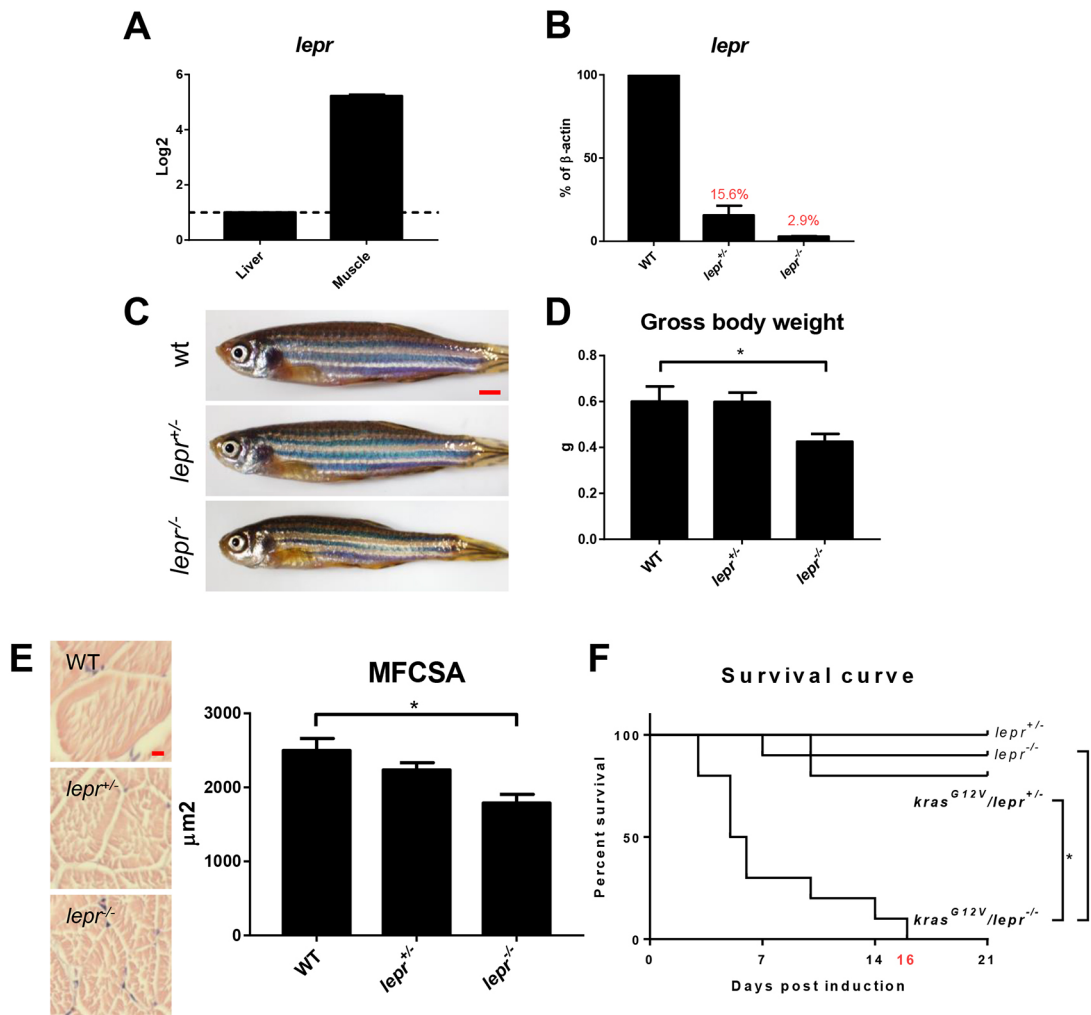 A
lepr
Log2
6
4
2
0
Liver
Muscle
B
lepr
% of β-actin
100
50
0
15.6%
2.9%
WT
lepr+/-
lepr-/-
C
wt
lepr+/-
lepr-/-
D
Gross body weight
g
0.8
0.6
0.4
0.2
0.0
*
WT
lepr+/-
lepr-/-
E
WT
lepr+/-
lepr-/-
MFCSA
μm2
3000
2000
1000
0
*
WT
lepr+/-
lepr-/-
F
Survival curve
Percent survival
100
50
0
lepr+/-
lepr-/-
krasG12V/lepr+/-
krasG12V/lepr-/-
*
0 7 14 16 21
Days post induction